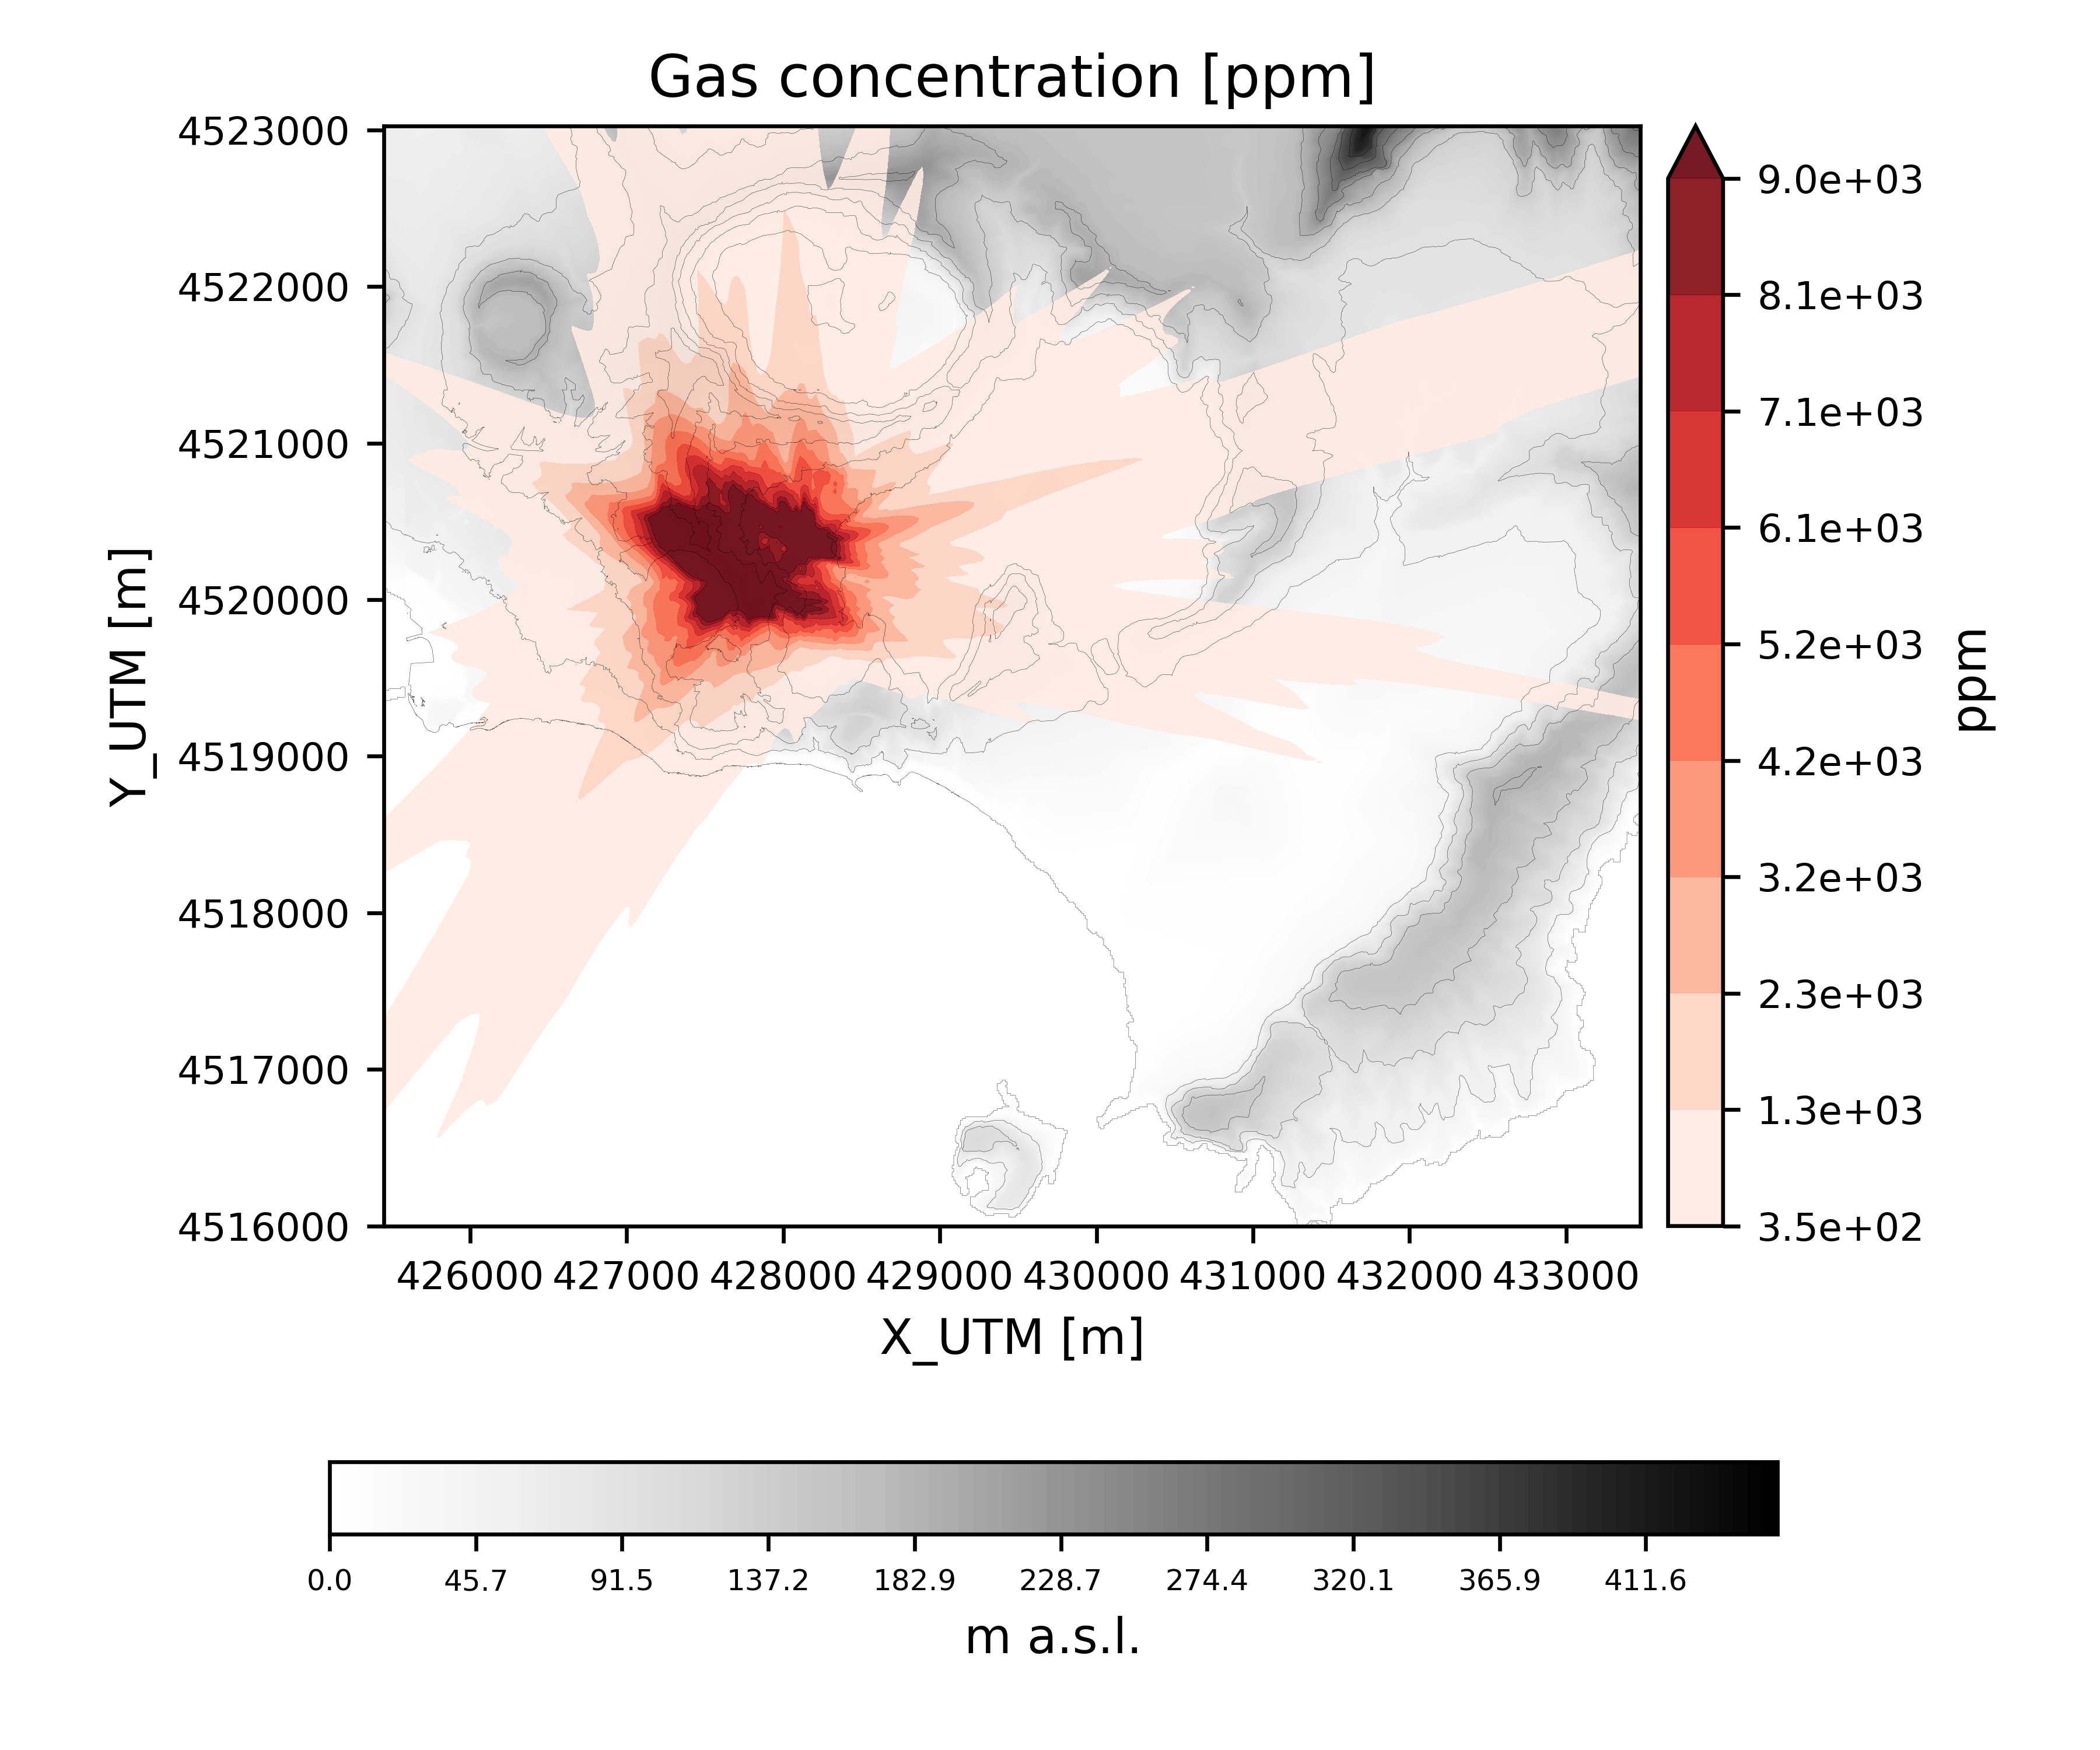 Gas concentration [ppm]
4523000
4522000
4521000
4520000
4519000
4518000
4517000
4516000
Y_UTM [m]
426000 427000 428000 429000 430000 431000 432000 433000
X_UTM [m]
9.0e+03
8.1e+03
7.1e+03
6.1e+03
5.2e+03
4.2e+03
3.2e+03
2.3e+03
1.3e+03
3.5e+02
ppm
0.0 45.7 91.5 137.2 182.9 228.7 274.4 320.1 365.9 411.6
m a.s.l.